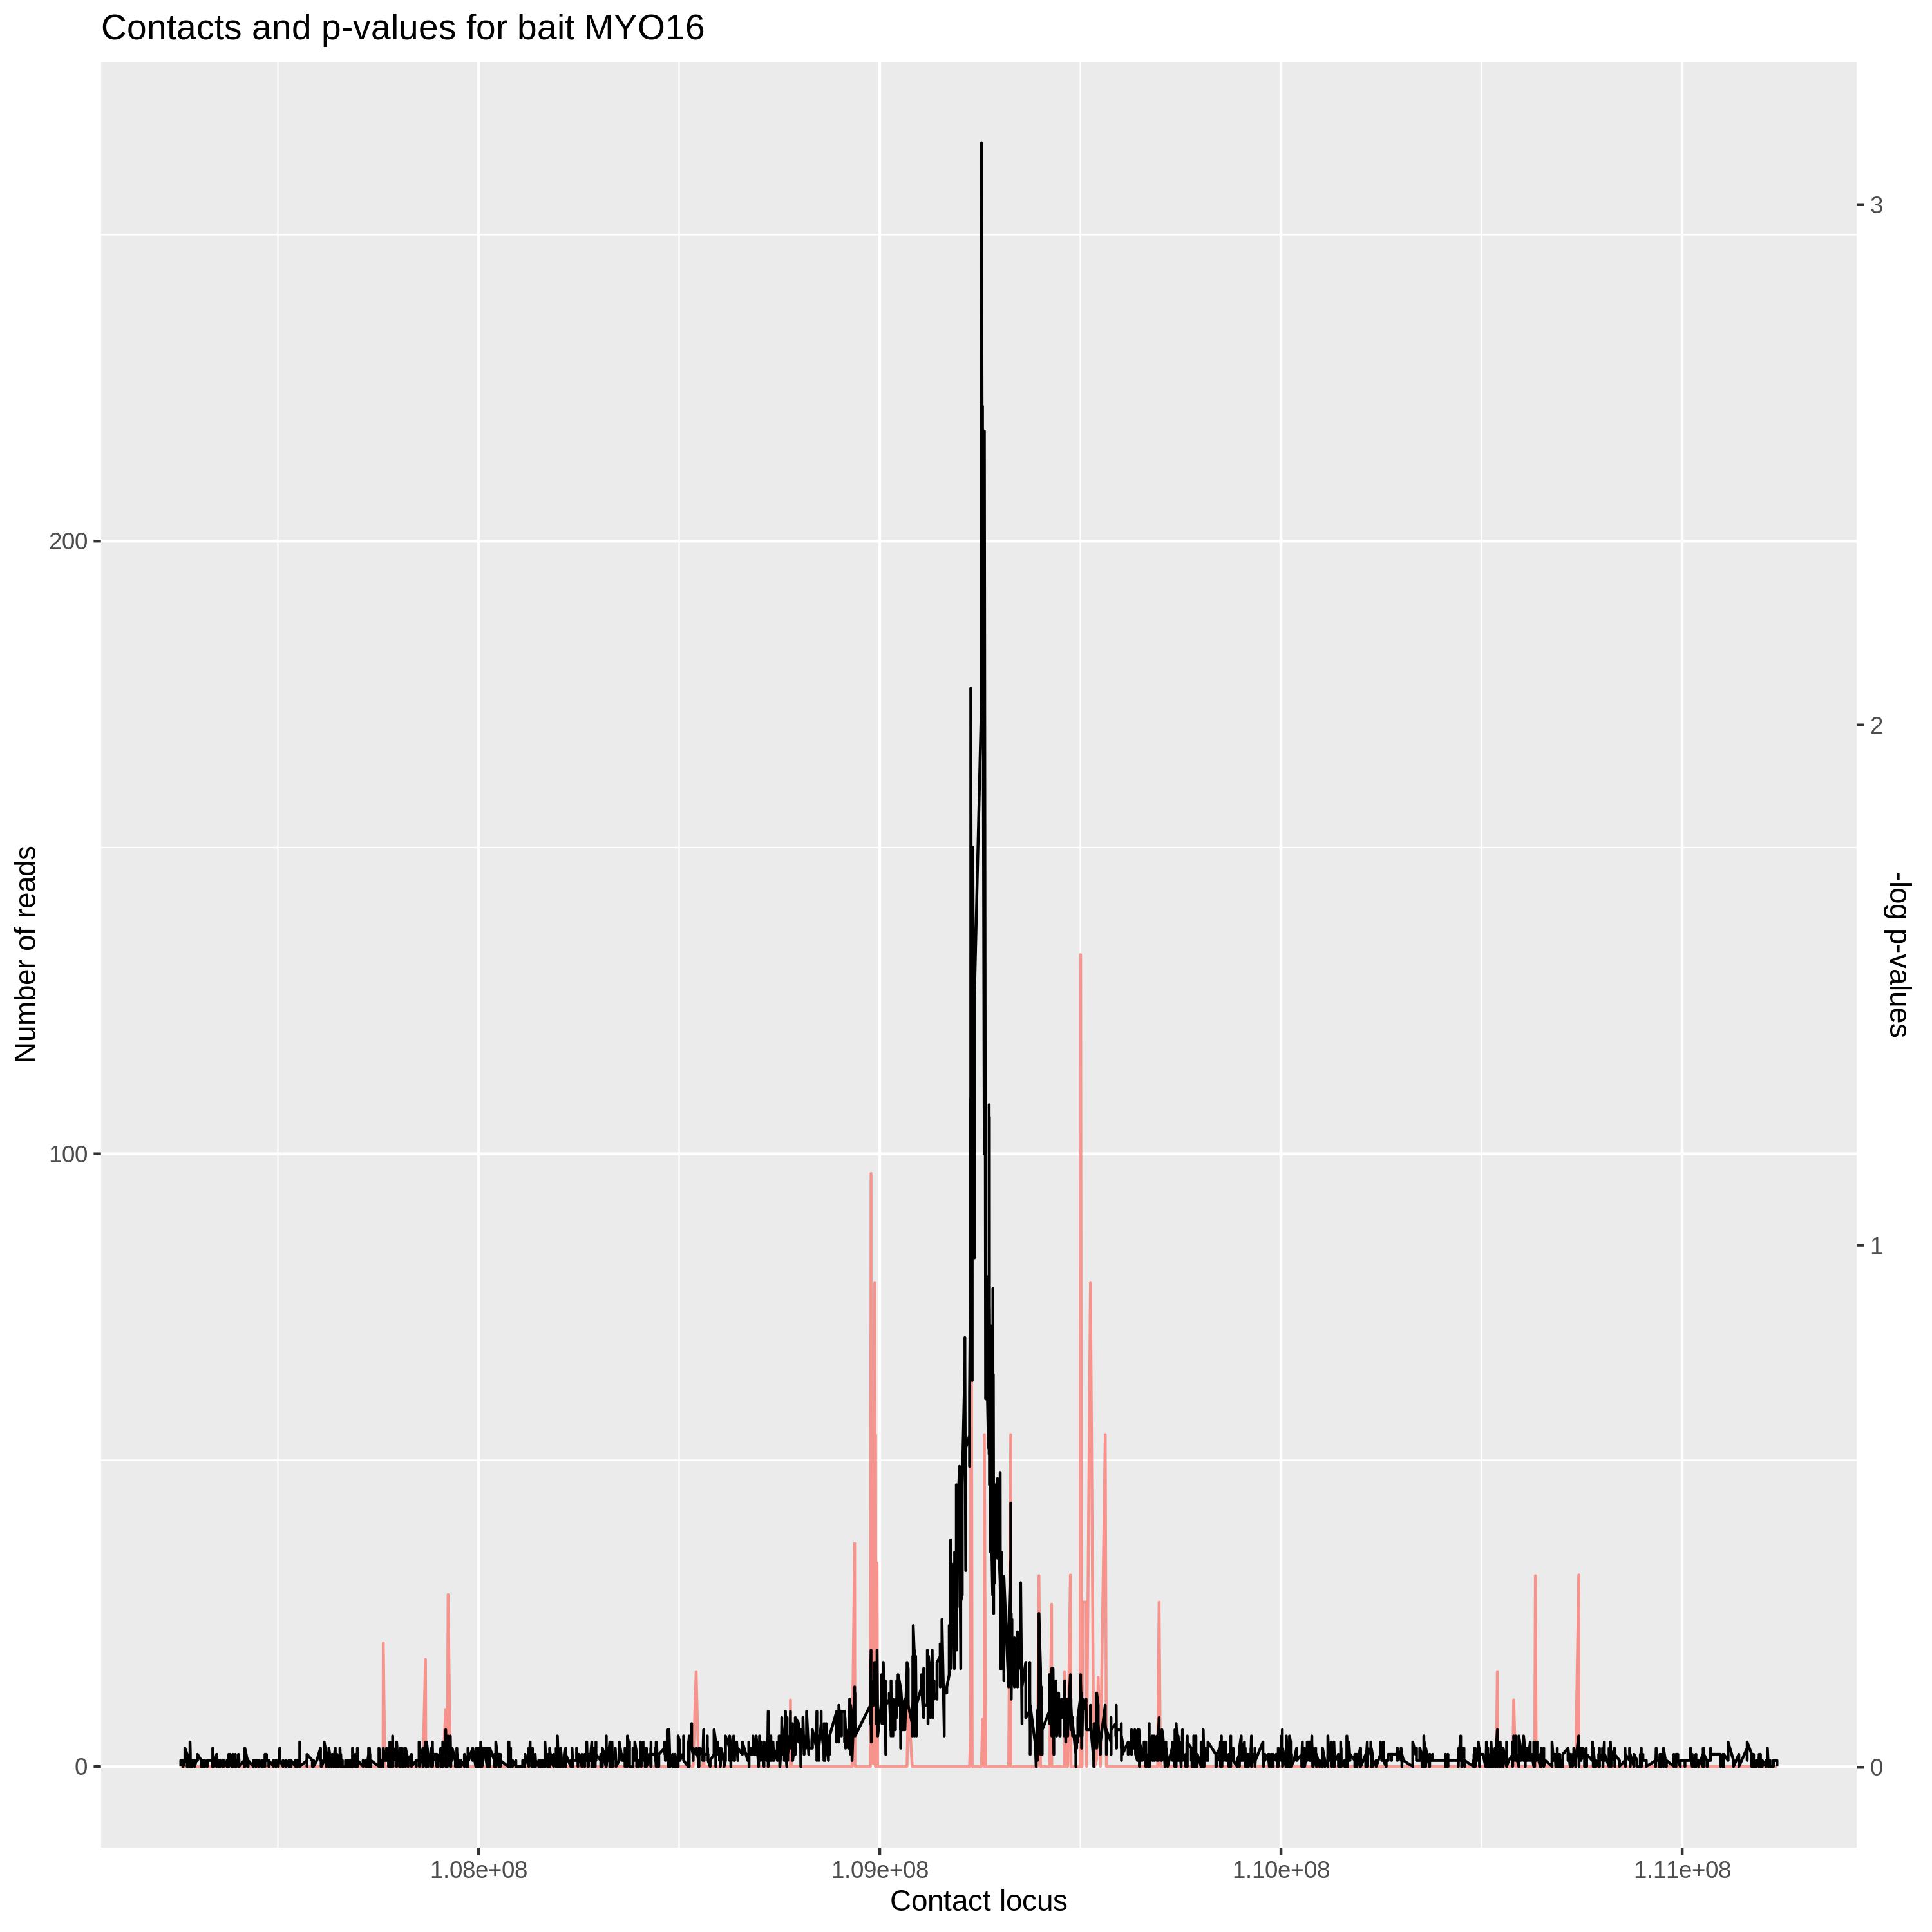 Contacts and p-values for bait MYO16
Number of reads
200
100
0
3
2
1
0
-log p-values
1.08e+08
1.09e+08
1.10e+08
1.11e+08
Contact locus